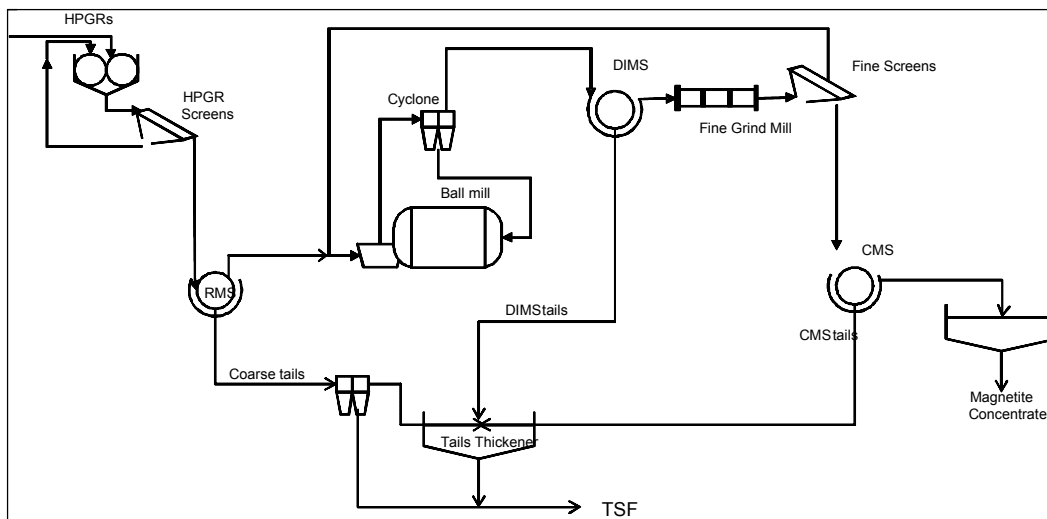 HPGRs
DIMS
Fine Screens
HPGR
Screens
Cyclone
Fine Grind Mill
Ball mill
CMS
RMS
DIMStails
CMStails
Coarse tails
Magnetite
Concentrate
Tails Thickener
TSF